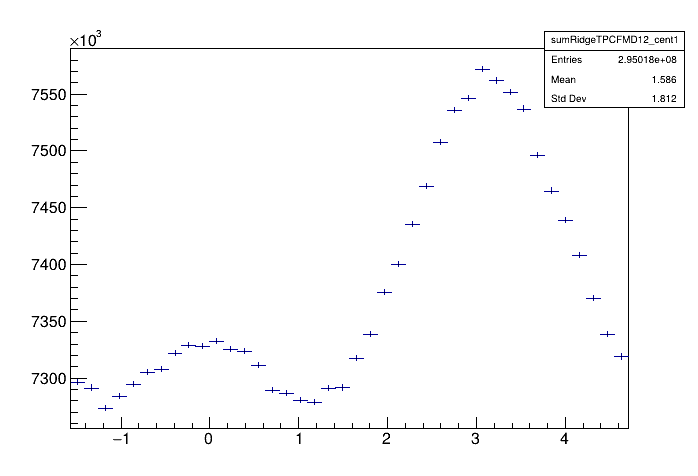 ×10³
sumRidgeTPCFMD12_cent1
Entries 2.95018e+08
Mean 1.586
Std Dev 1.812
7550
7500
7450
7400
7350
7300
−1 0 1 2 3 4